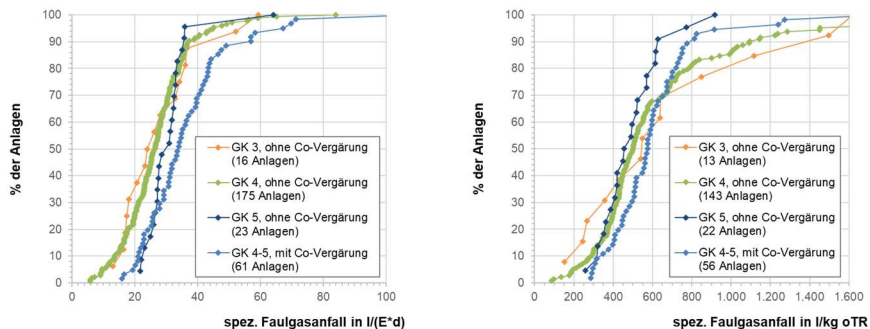 100
90
80
70
60
50
40
30
20
10
0
% der Anlagen
GK 3, ohne Co-Vergärung
(16 Anlagen)
GK 4, ohne Co-Vergärung
(175 Anlagen)
GK 5, ohne Co-Vergärung
(23 Anlagen)
GK 4-5, mit Co-Vergärung
(61 Anlagen)
0 20 40 60 80 100
spez. Faulgasanfall in l/(E*d)
100
90
80
70
60
50
40
30
20
10
0
% der Anlagen
GK 3, ohne Co-Vergärung
(13 Anlagen)
GK 4, ohne Co-Vergärung
(143 Anlagen)
GK 5, ohne Co-Vergärung
(22 Anlagen)
GK 4-5, mit Co-Vergärung
(56 Anlagen)
0 200 400 600 800 1.000 1.200 1.400 1.600
spez. Faulgasanfall in l/kg oTR